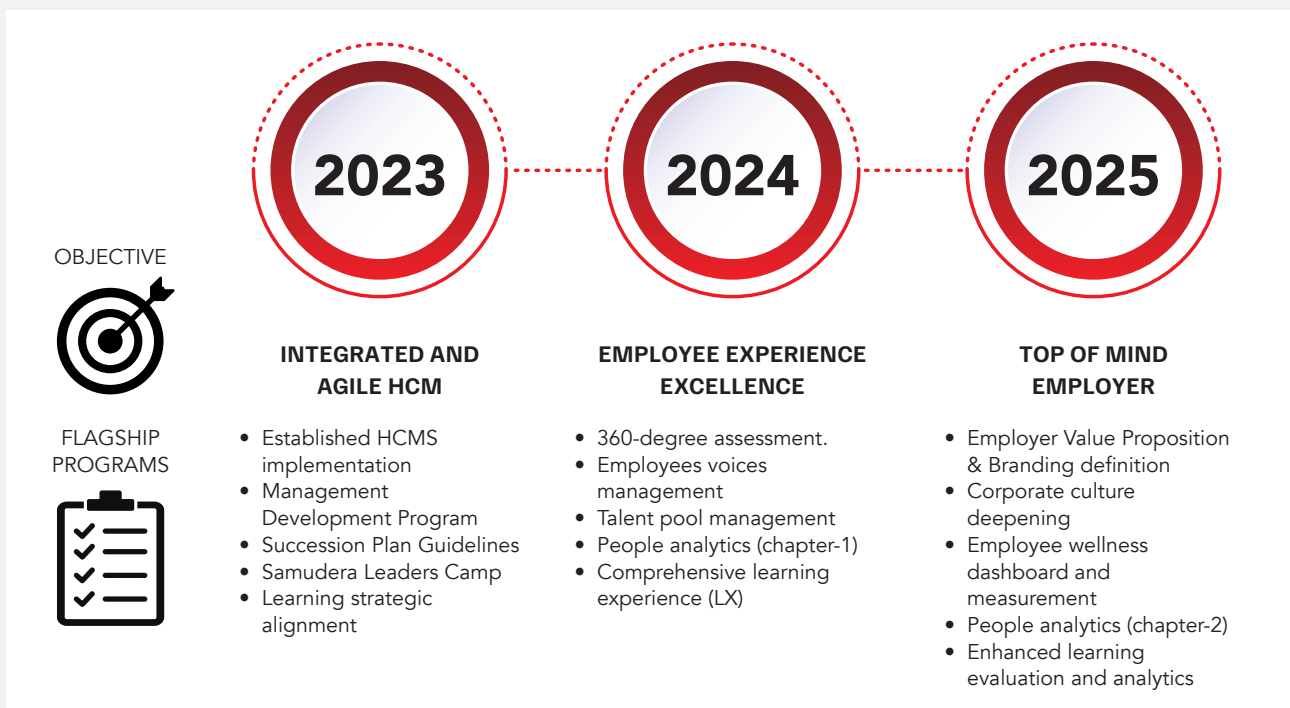 2023
2024
2025
OBJECTIVE
INTEGRATED AND
AGILE HCM
EMPLOYEE EXPERIENCE
EXCELLENCE
TOP OF MIND
EMPLOYER
FLAGSHIP
PROGRAMS
• Established HCMS
implementation
• Management
Development Program
• Succession Plan Guidelines
• Samudera Leaders Camp
• Learning strategic
alignment
• 360-degree assessment.
• Employees voices
management
• Talent pool management
• People analytics (chapter-1)
• Comprehensive learning
experience (LX)
• Employer Value Proposition
& Branding definition
• Corporate culture
deepening
• Employee wellness
dashboard and
measurement
• People analytics (chapter-2)
• Enhanced learning
evaluation and analytics